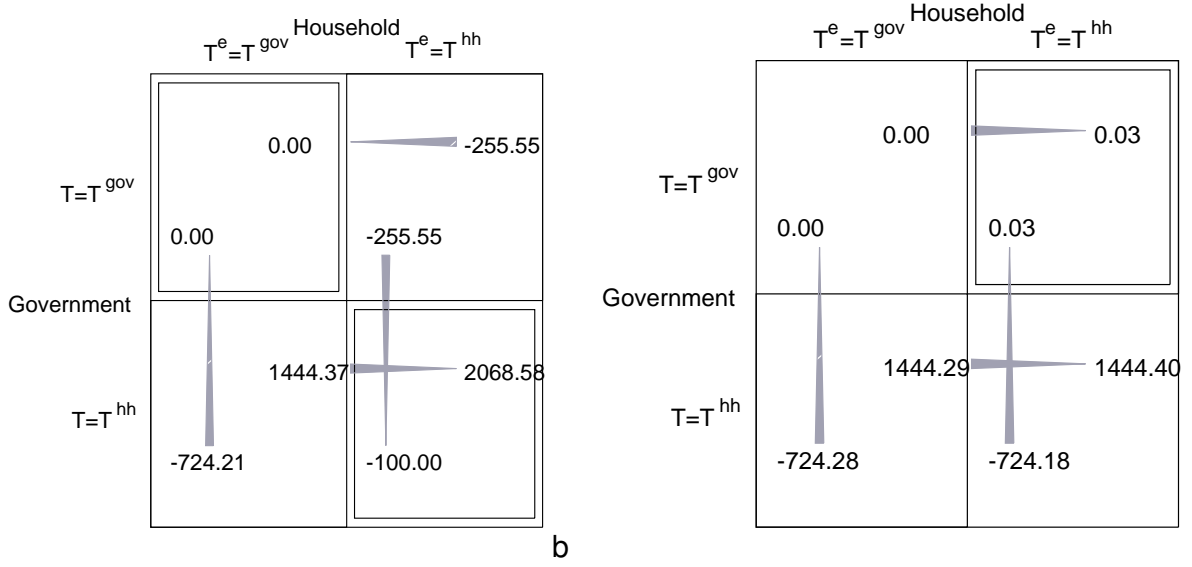 Household
T^e=T^gov T^e=T^hh
0.00 -255.55
T=T^gov
0.00 -255.55
Government
1444.37 2068.58
T=T^hh
-724.21 -100.00
b
Household
T^e=T^gov T^e=T^hh
0.00 0.03
T=T^gov
0.00 0.03
Government
1444.29 1444.40
T=T^hh
-724.28 -724.18